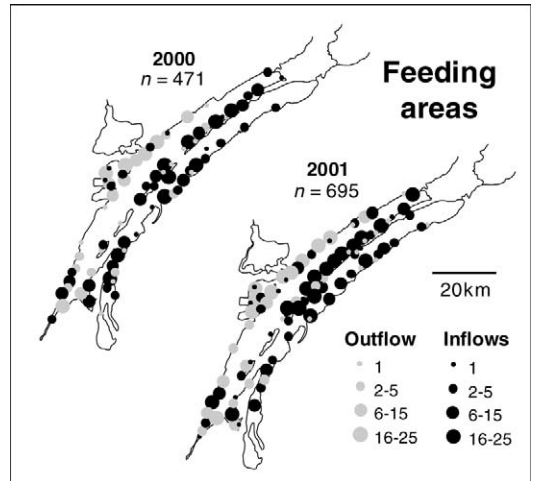 2000
n = 471
Feeding
areas
2001
n = 695
20km
Outflow
1
2-5
6-15
16-25
Inflows
1
2-5
6-15
16-25